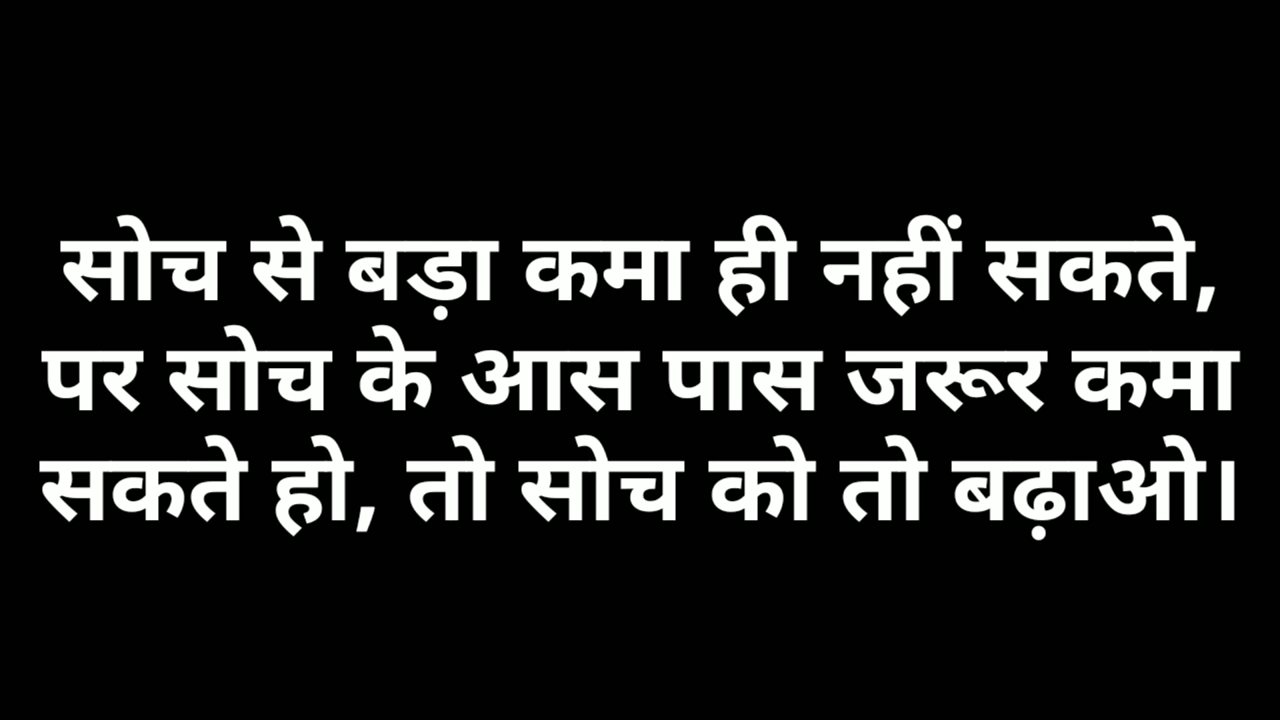 सोच से बड़ा कमा ही नहीं सकते,
पर सोच के आस पास जरूर कमा
सकते हो, तो सोच को तो बढ़ाओ।